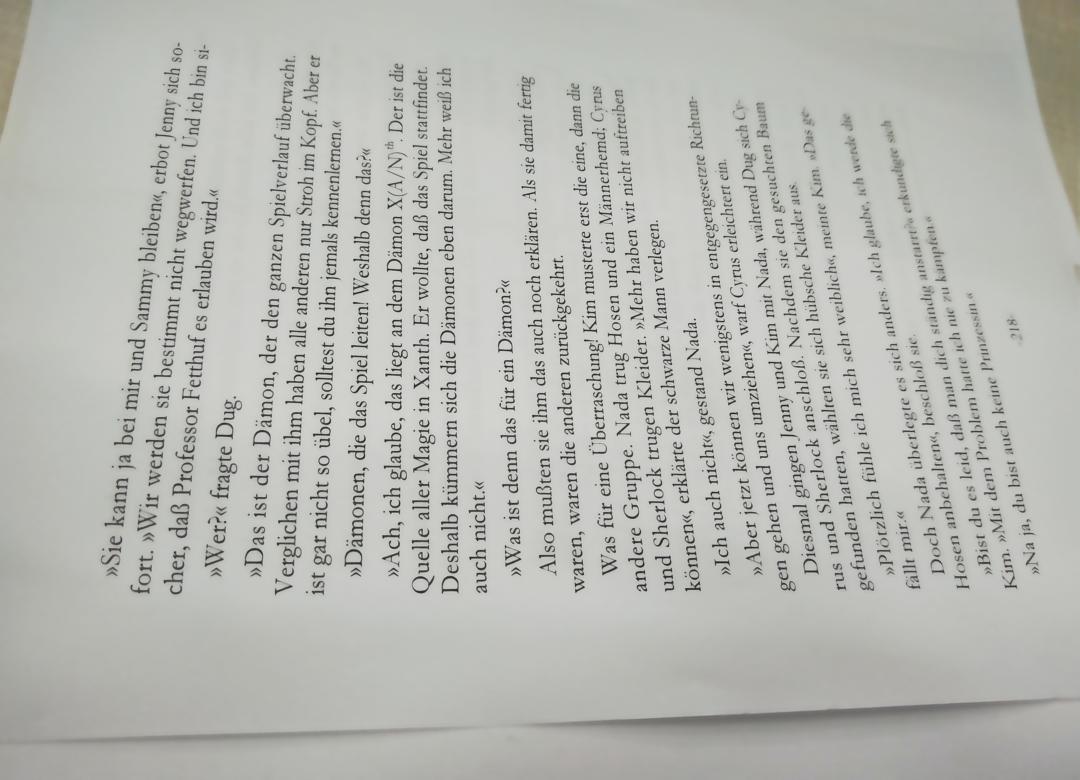 »Sie kann ja bei mir und Sammy bleiben«, erbot Jenny sich so-
fort. »Wir werden sie bestimmt nicht wegwerfen. Und ich bin si-
cher, daß Professor Fetthuf es erlauben wird.«
»Wer?« fragte Dug.
»Das ist der Dämon, der den ganzen Spielverlauf überwacht.
Verglichen mit ihm haben alle anderen nur Stroh im Kopf. Aber er
ist gar nicht so übel, solltest du ihn jemals kennenlernen.«
»Dämonen, die das Spiel leiten! Weshalb denn das?«
»Ach, ich glaube, das liegt an dem Dämon X(A/N)th. Der ist die
Quelle aller Magie in Xanth. Er wollte, daß das Spiel stattfindet.
Deshalb kümmern sich die Dämonen eben darum. Mehr weiß ich
auch nicht.«
»Was ist denn das für ein Dämon?«
Also mußten sie ihm das auch noch erklären. Als sie damit fertig
waren, waren die anderen zurückgekehrt.
Was für eine Überraschung! Kim musterte erst die eine, dann die
andere Gruppe. Nada trug Hosen und ein Männerhemd; Cyrus
und Sherlock trugen Kleider. »Mehr haben wir nicht auftreiben
können«, erklärte der schwarze Mann verlegen.
»Ich auch nicht«, gestand Nada.
»Aber jetzt können wir wenigstens in entgegengesetzte Richtun-
gen gehen und uns umziehen«, warf Cyrus erleichtert ein.
Diesmal gingen Jenny und Kim mit Nada, während Dug sich Cy-
rus und Sherlock anschloß. Nachdem sie den gesuchten Baum
gefunden hatten, wählten sie sich hübsche Kleider aus.
»Plötzlich fühle ich mich sehr weiblich«, meinte Kim. »Das ge-
fällt mir.«
Doch Nada überlegte es sich anders. »Ich glaube, ich werde die
Hosen anbehalten«, beschloß sie.
»Bist du es leid, daß man dich ständig anstarrt?« erkundigte sich
Kim. »Mit dem Problem hatte ich nie zu kämpfen.«
»Na ja, du bist auch keine Prinzessin.«
-218-